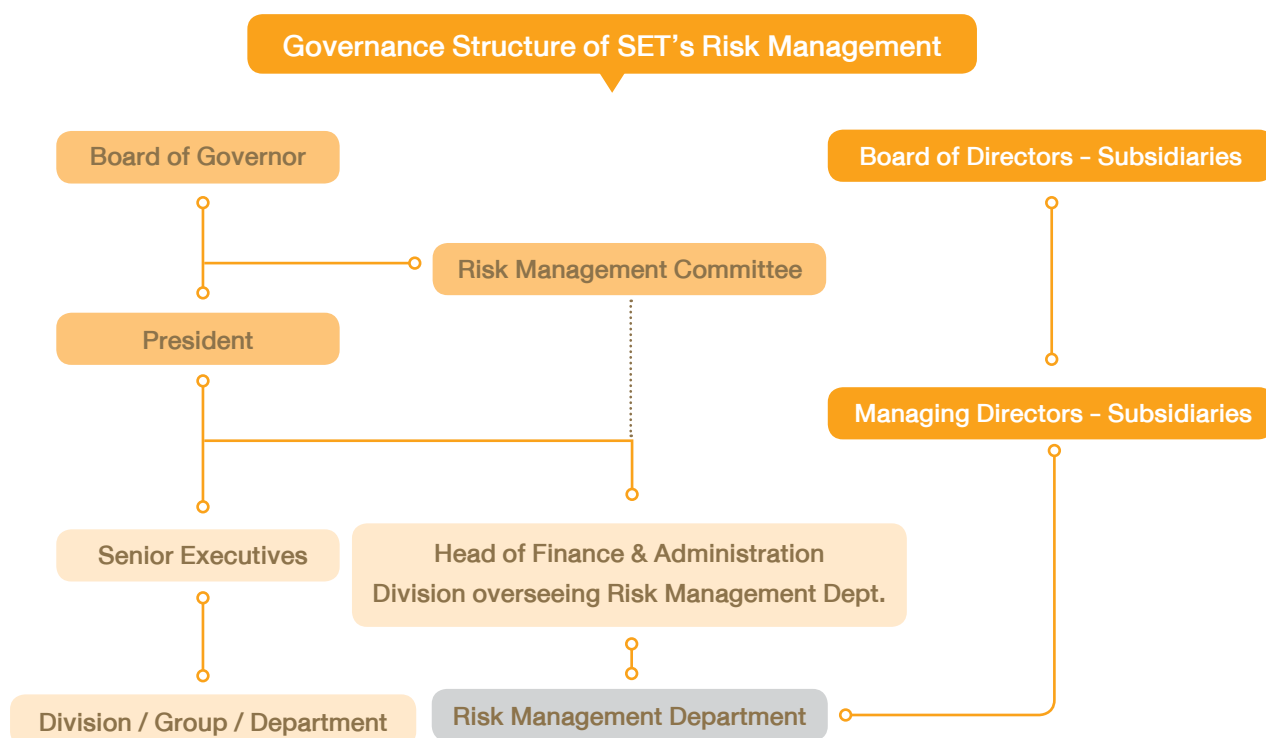 Governance Structure of SET's Risk Management
Board of Governor
Board of Directors - Subsidiaries
Risk Management Committee
President
Managing Directors - Subsidiaries
Senior Executives
Head of Finance & Administration
Division overseeing Risk Management Dept.
Division / Group / Department
Risk Management Department